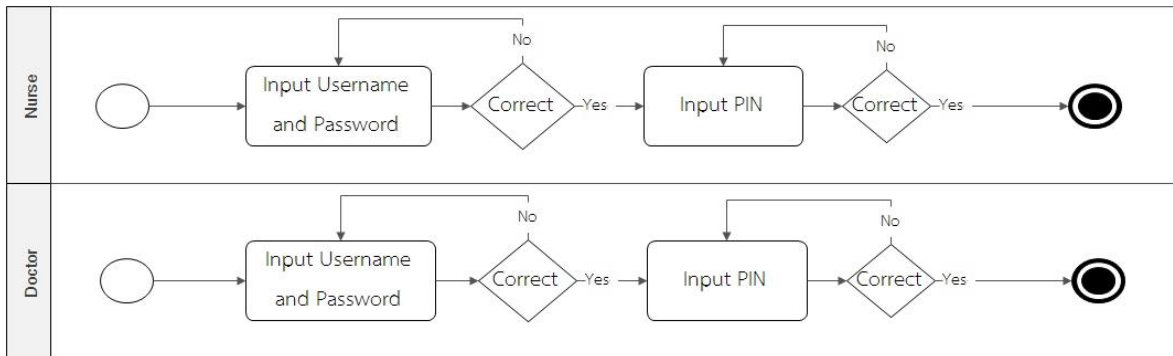 Nurse
No
No
Input Username
and Password
Correct
Yes
Input PIN
Correct
Yes
Doctor
No
No
Input Username
and Password
Correct
Yes
Input PIN
Correct
Yes